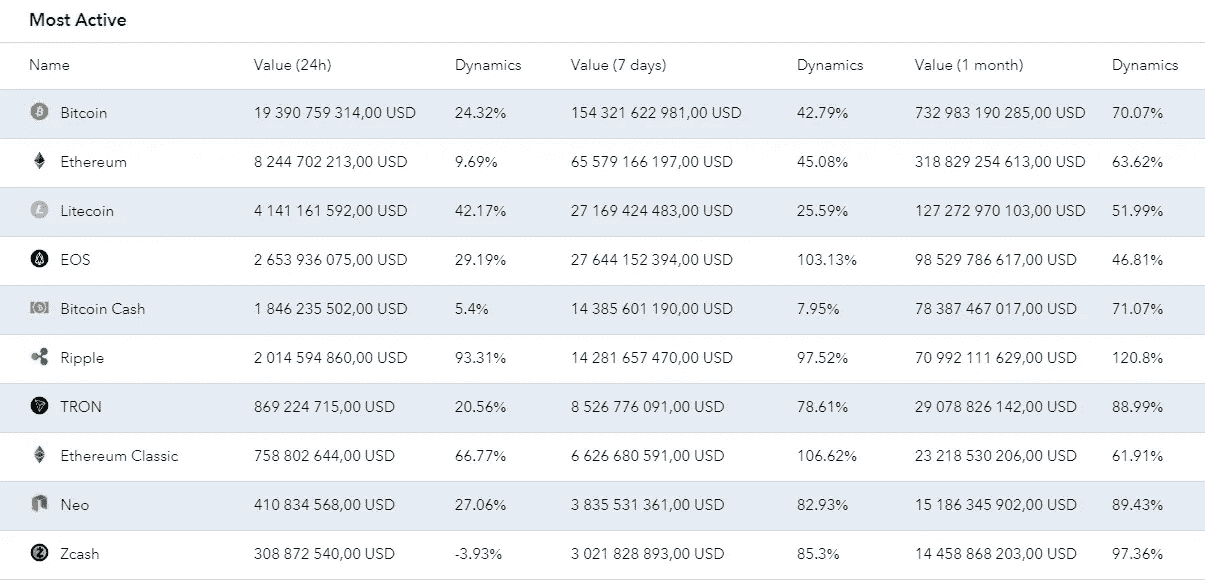 Most Active
Name Value (24h) Dynamics Value (7 days) Dynamics Value (1 month) Dynamics
Bitcoin 19 390 759 314,00 USD 24.32% 154 321 622 981,00 USD 42.79% 732 983 190 285,00 USD 70.07%
Ethereum 8 244 702 213,00 USD 9.69% 65 579 166 197,00 USD 45.08% 318 829 254 613,00 USD 63.62%
Litecoin 4 141 161 592,00 USD 42.17% 27 169 424 483,00 USD 25.59% 127 272 970 103,00 USD 51.99%
EOS 2 653 936 075,00 USD 29.19% 27 644 152 394,00 USD 103.13% 98 529 786 617,00 USD 46.81%
Bitcoin Cash 1 846 235 502,00 USD 5.4% 14 385 601 190,00 USD 7.95% 78 387 467 017,00 USD 71.07%
Ripple 2 014 594 860,00 USD 93.31% 14 281 657 470,00 USD 97.52% 70 992 111 629,00 USD 120.8%
TRON 869 224 715,00 USD 20.56% 8 526 776 091,00 USD 78.61% 29 078 826 142,00 USD 88.99%
Ethereum Classic 758 802 644,00 USD 66.77% 6 626 680 591,00 USD 106.62% 23 218 530 206,00 USD 61.91%
Neo 410 834 568,00 USD 27.06% 3 835 531 361,00 USD 82.93% 15 186 345 902,00 USD 89.43%
Zcash 308 872 540,00 USD -3.93% 3 021 828 893,00 USD 85.3% 14 458 868 203,00 USD 97.36%